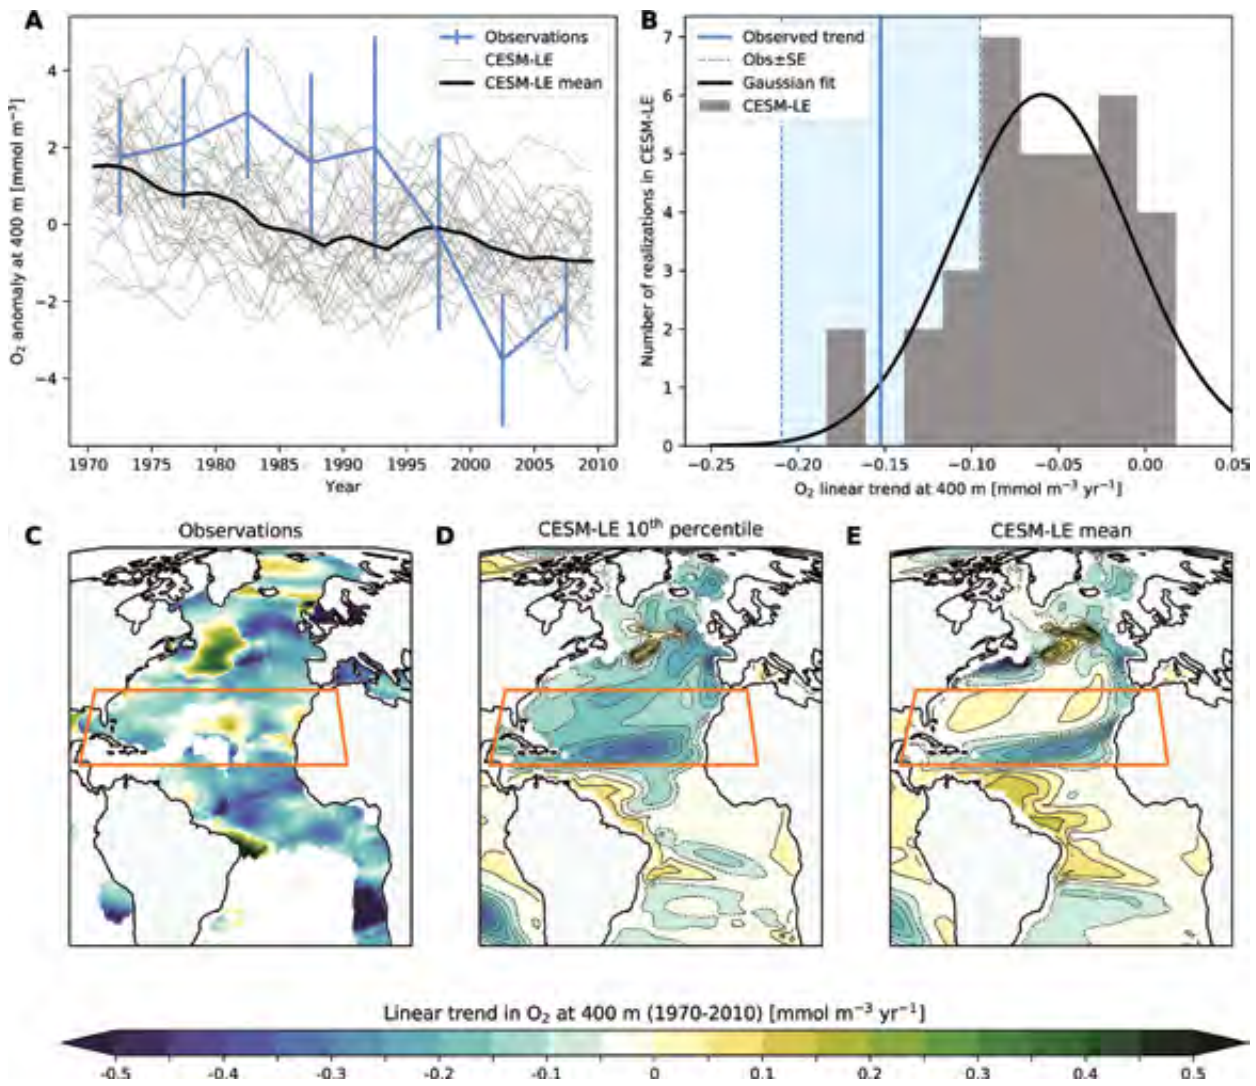 A
Observations
CESM-LE
CESM-LE mean
O₂ anomaly at 400 m [mmol m⁻³]
4
2
0
−2
−4
1970 1975 1980 1985 1990 1995 2000 2005 2010
Year
B
Observed trend
Obs±SE
Gaussian fit
CESM-LE
Number of realizations in CESM-LE
7
6
5
4
3
2
1
0
−0.25 −0.20 −0.15 −0.10 −0.05 0.00 0.05
O₂ linear trend at 400 m [mmol m⁻³ yr⁻¹]
C Observations
D CESM-LE 10ᵗʰ percentile
E CESM-LE mean
Linear trend in O₂ at 400 m (1970-2010) [mmol m⁻³ yr⁻¹]
-0.5 -0.4 -0.3 -0.2 -0.1 0 0.1 0.2 0.3 0.4 0.5